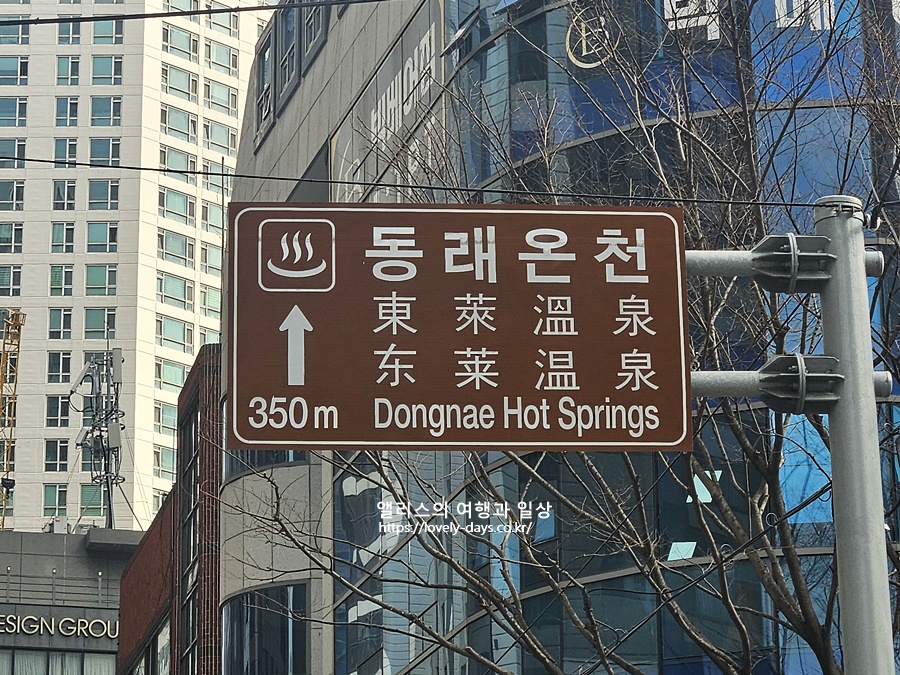 동래온천
東萊溫泉
东莱温泉
350m Dongnae Hot Springs
앨리스의 여행과 일상
https://lovely-days.co.kr/
ESIGN GROU